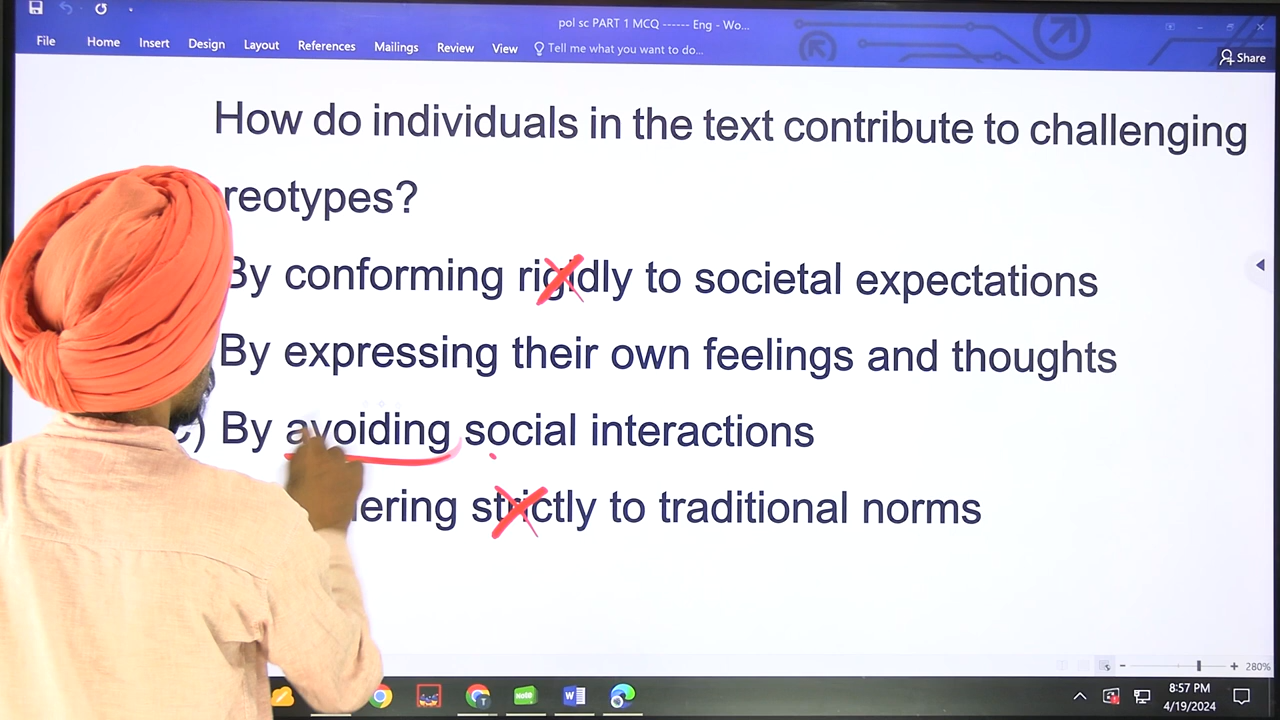 pol sc PART 1 MCQ ------ Eng - Wo...
File Home Insert Design Layout References Mailings Review View Tell me what you want to do...
Share
How do individuals in the text contribute to challenging
reotypes?
By conforming rigidly to societal expectations
By expressing their own feelings and thoughts
c) By avoiding social interactions
hering strictly to traditional norms
280%
8:57 PM
4/19/2024